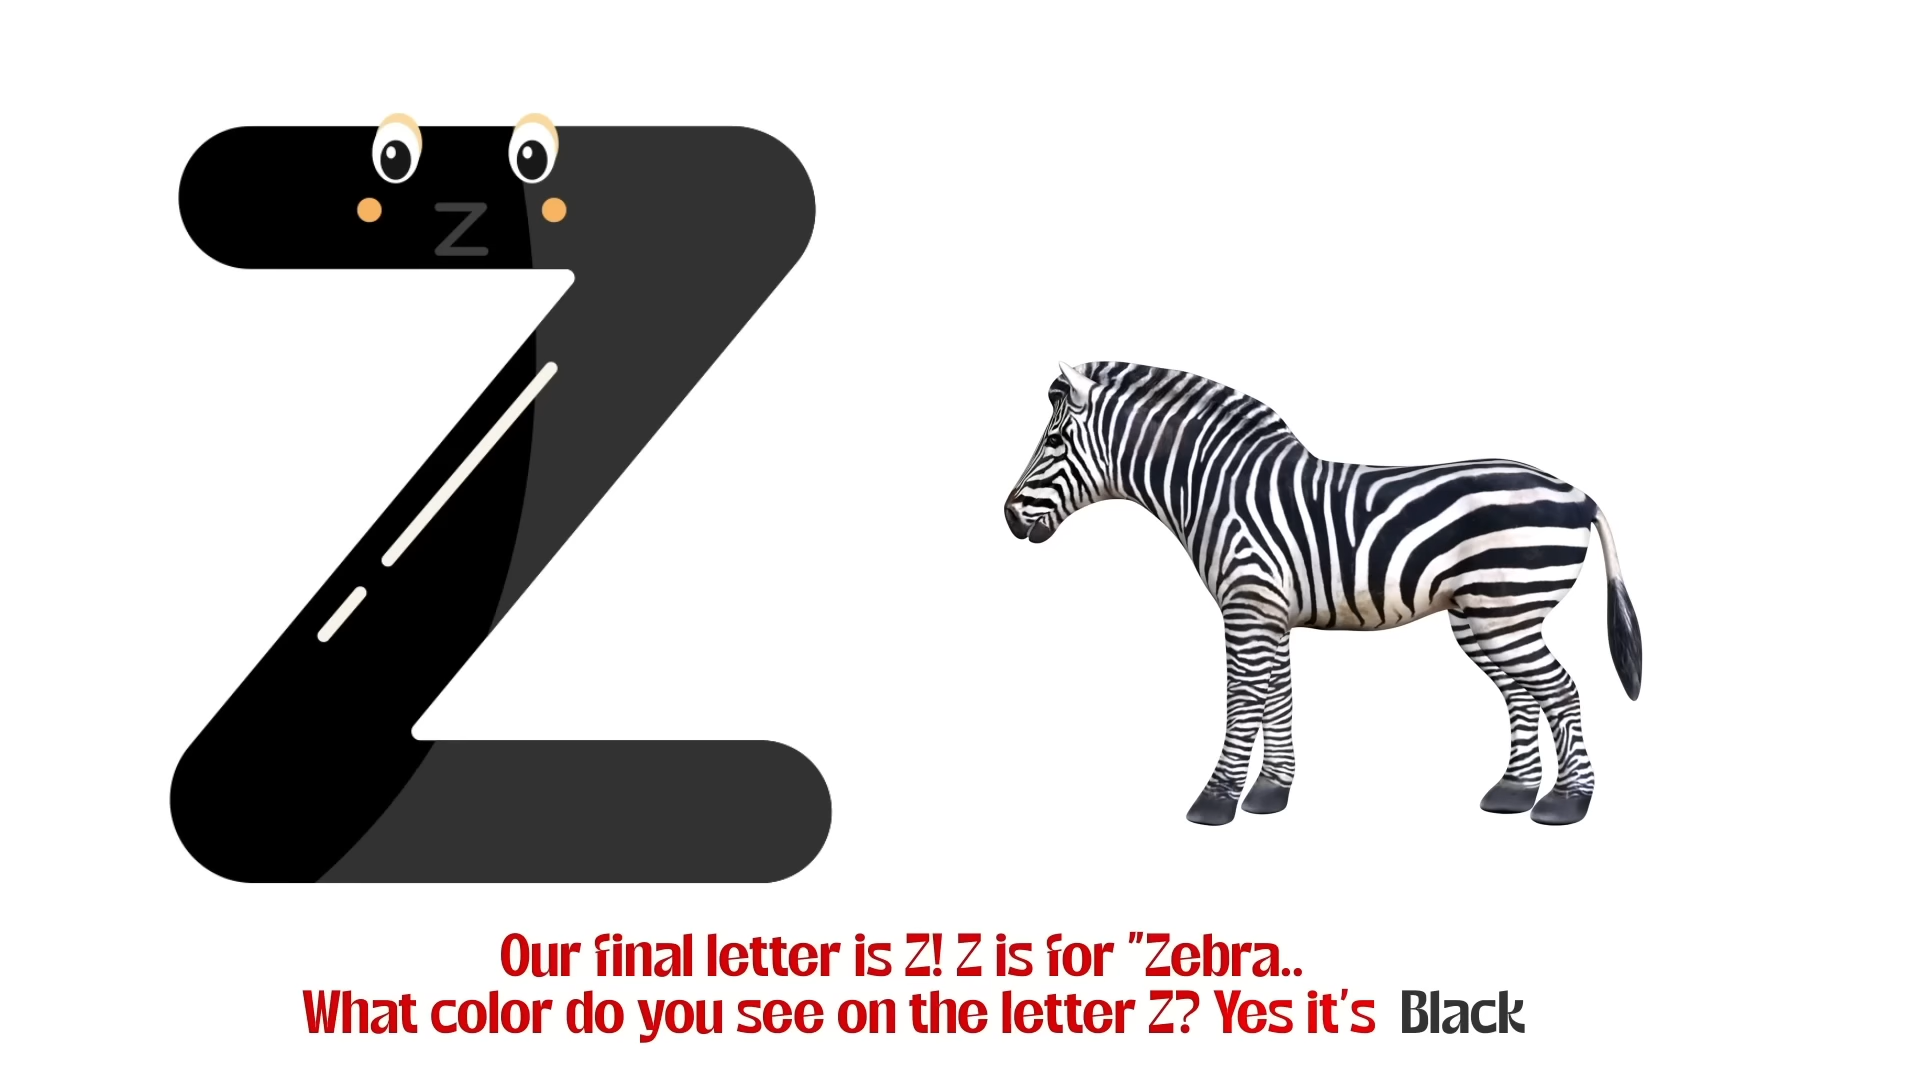 Z
z
Our final letter is Z! Z is for "Zebra..
What color do you see on the letter Z? Yes it's Black